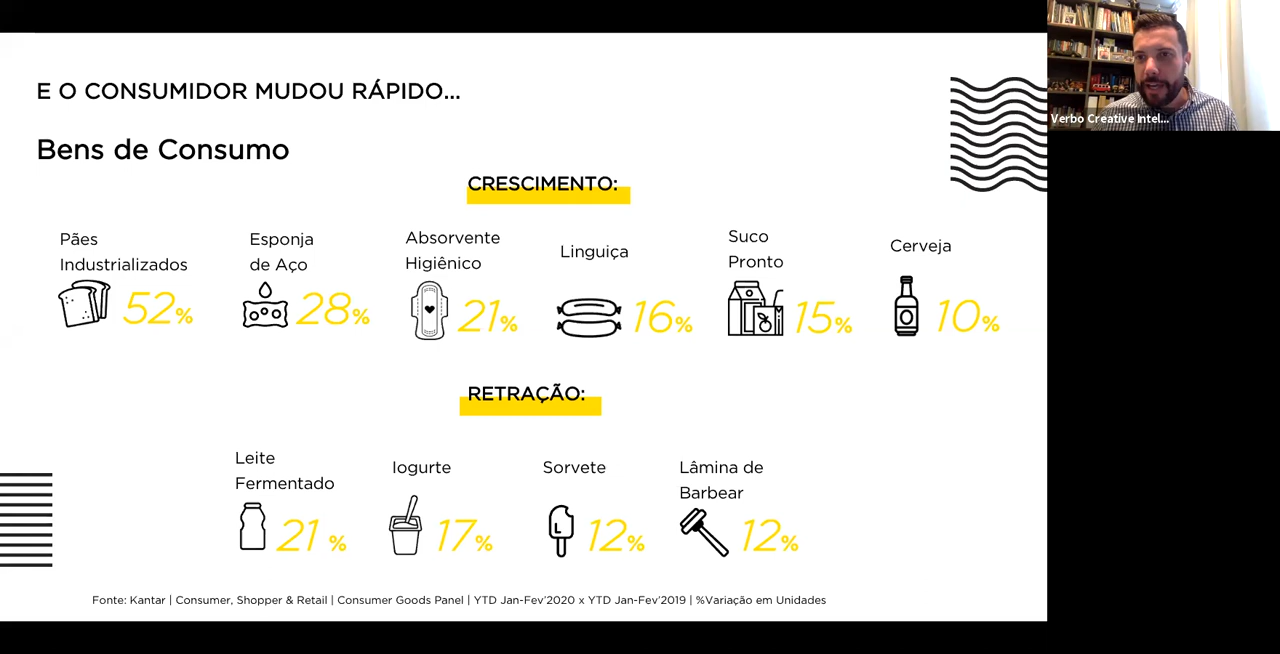 E O CONSUMIDOR MUDOU RÁPIDO...
Verbo Creative Intel...
Bens de Consumo
CRESCIMENTO:
Pães
Industrializados
52%
Esponja
de Aço
28%
Absorvente
Higiênico
21%
Linguiça
16%
Suco
Pronto
15%
Cerveja
10%
RETRAÇÃO:
Leite
Fermentado
21 %
Iogurte
17%
Sorvete
12%
Lâmina de
Barbear
12%
Fonte: Kantar | Consumer, Shopper & Retail | Consumer Goods Panel | YTD Jan-Fev'2020 x YTD Jan-Fev'2019 | %Variação em Unidades